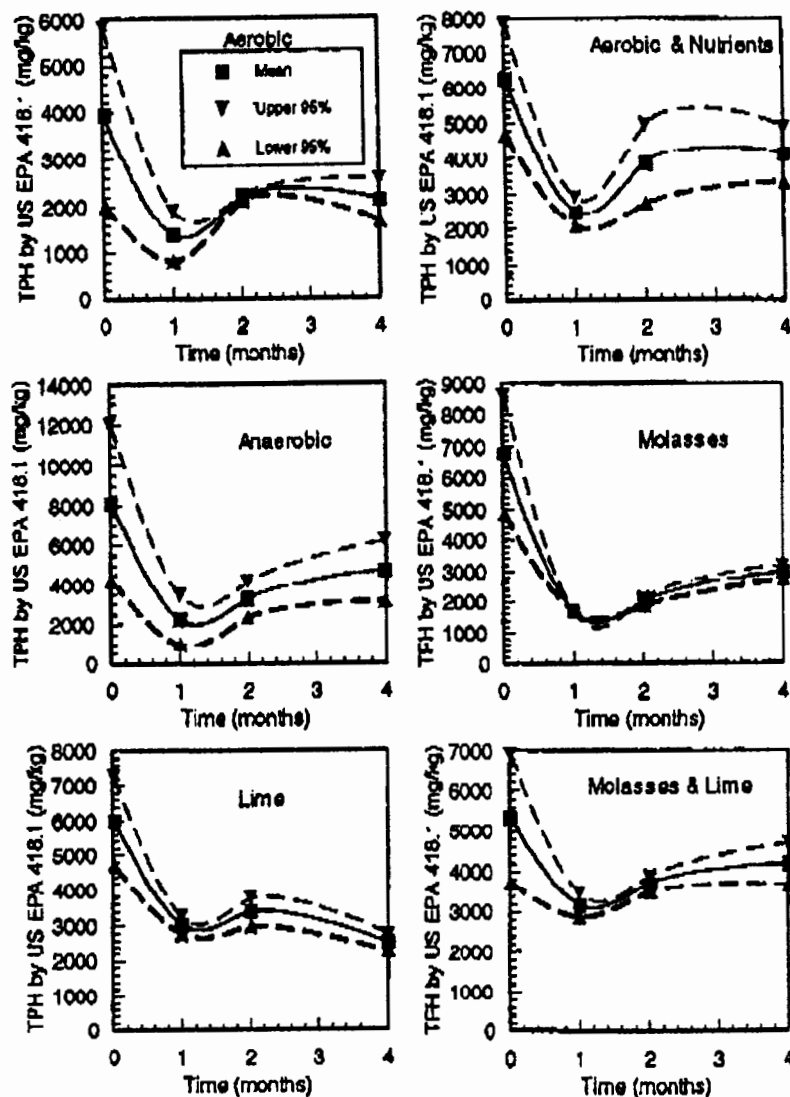 TPH by US EPA 418.' (mg/kg)
6000
5000
4000
3000
2000
1000
0
Aerobic
Mean
Upper 95%
Lower 95%
0 1 2 3 4
Time (months)
TPH by US EPA 418.1 (mg/kg)
8000
7000
6000
5000
4000
3000
2000
1000
0
Aerobic & Nutrients
0 1 2 3 4
Time (months)
TPH by US EPA 418.1 (mg/kg)
14000
12000
10000
8000
6000
4000
2000
0
Anaerobic
0 1 2 3 4
Time (months)
TPH by US EPA 418.' (mg/kg)
9000
8000
7000
6000
5000
4000
3000
2000
1000
0
Molasses
0 1 2 3 4
Time (months)
TPH by US EPA 418.1 (mg/kg)
8000
7000
6000
5000
4000
3000
2000
1000
0
Lime
0 1 2 3 4
Time (months)
TPH by US EPA 418.' (mg/kg)
7000
6000
5000
4000
3000
2000
1000
0
Molasses & Lime
0 1 2 3 4
Time (months)